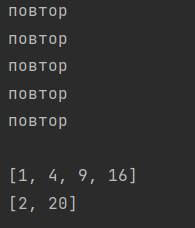 повтор
повтор
повтор
повтор
повтор
[1, 4, 9, 16]
[2, 20]